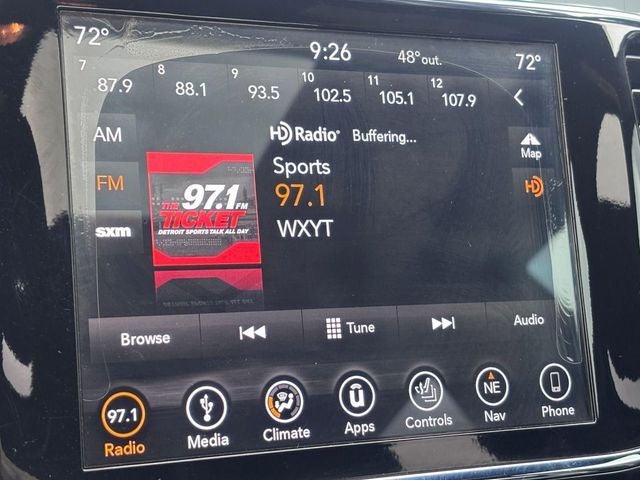 72° 9:26 48°out. 72°
7 87.9 8 88.1 9 93.5 10 102.5 11 105.1 12 107.9
AM HD Radio® Buffering... Map
FM Sports HD
97.1
WXYT
sxm
THE 97.1 FM
TICKET
DETROIT SPORTS TALK ALL DAY
Browse Tune Audio
97.1 NE
Radio Media Climate Apps Controls Nav Phone